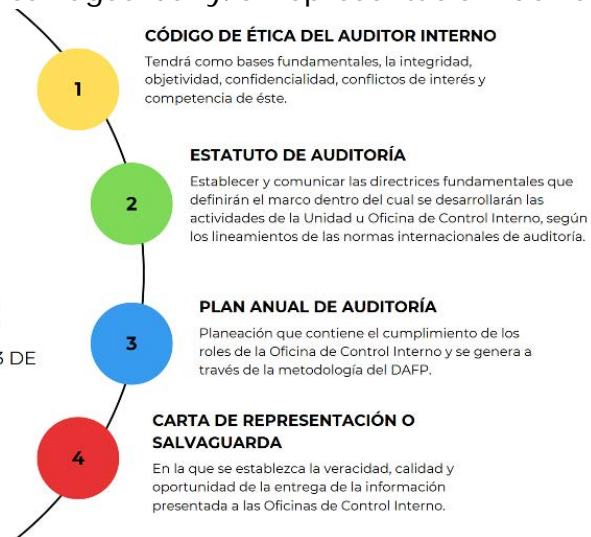 CÓDIGO DE ÉTICA DEL AUDITOR INTERNO
Tendrá como bases fundamentales, la integridad,
objetividad, confidencialidad, conflictos de interés y
competencia de éste.
1
ESTATUTO DE AUDITORÍA
Establecer y comunicar las directrices fundamentales que
definirán el marco dentro del cual se desarrollarán las
actividades de la Unidad u Oficina de Control Interno, según
los lineamientos de las normas internacionales de auditoría.
2
PLAN ANUAL DE AUDITORÍA
Planeación que contiene el cumplimiento de los
roles de la Oficina de Control Interno y se genera a
través de la metodología del DAFP.
3
DE
CARTA DE REPRESENTACIÓN O
SALVAGUARDA
En la que se establezca la veracidad, calidad y
oportunidad de la entrega de la información
presentada a las Oficinas de Control Interno.
4